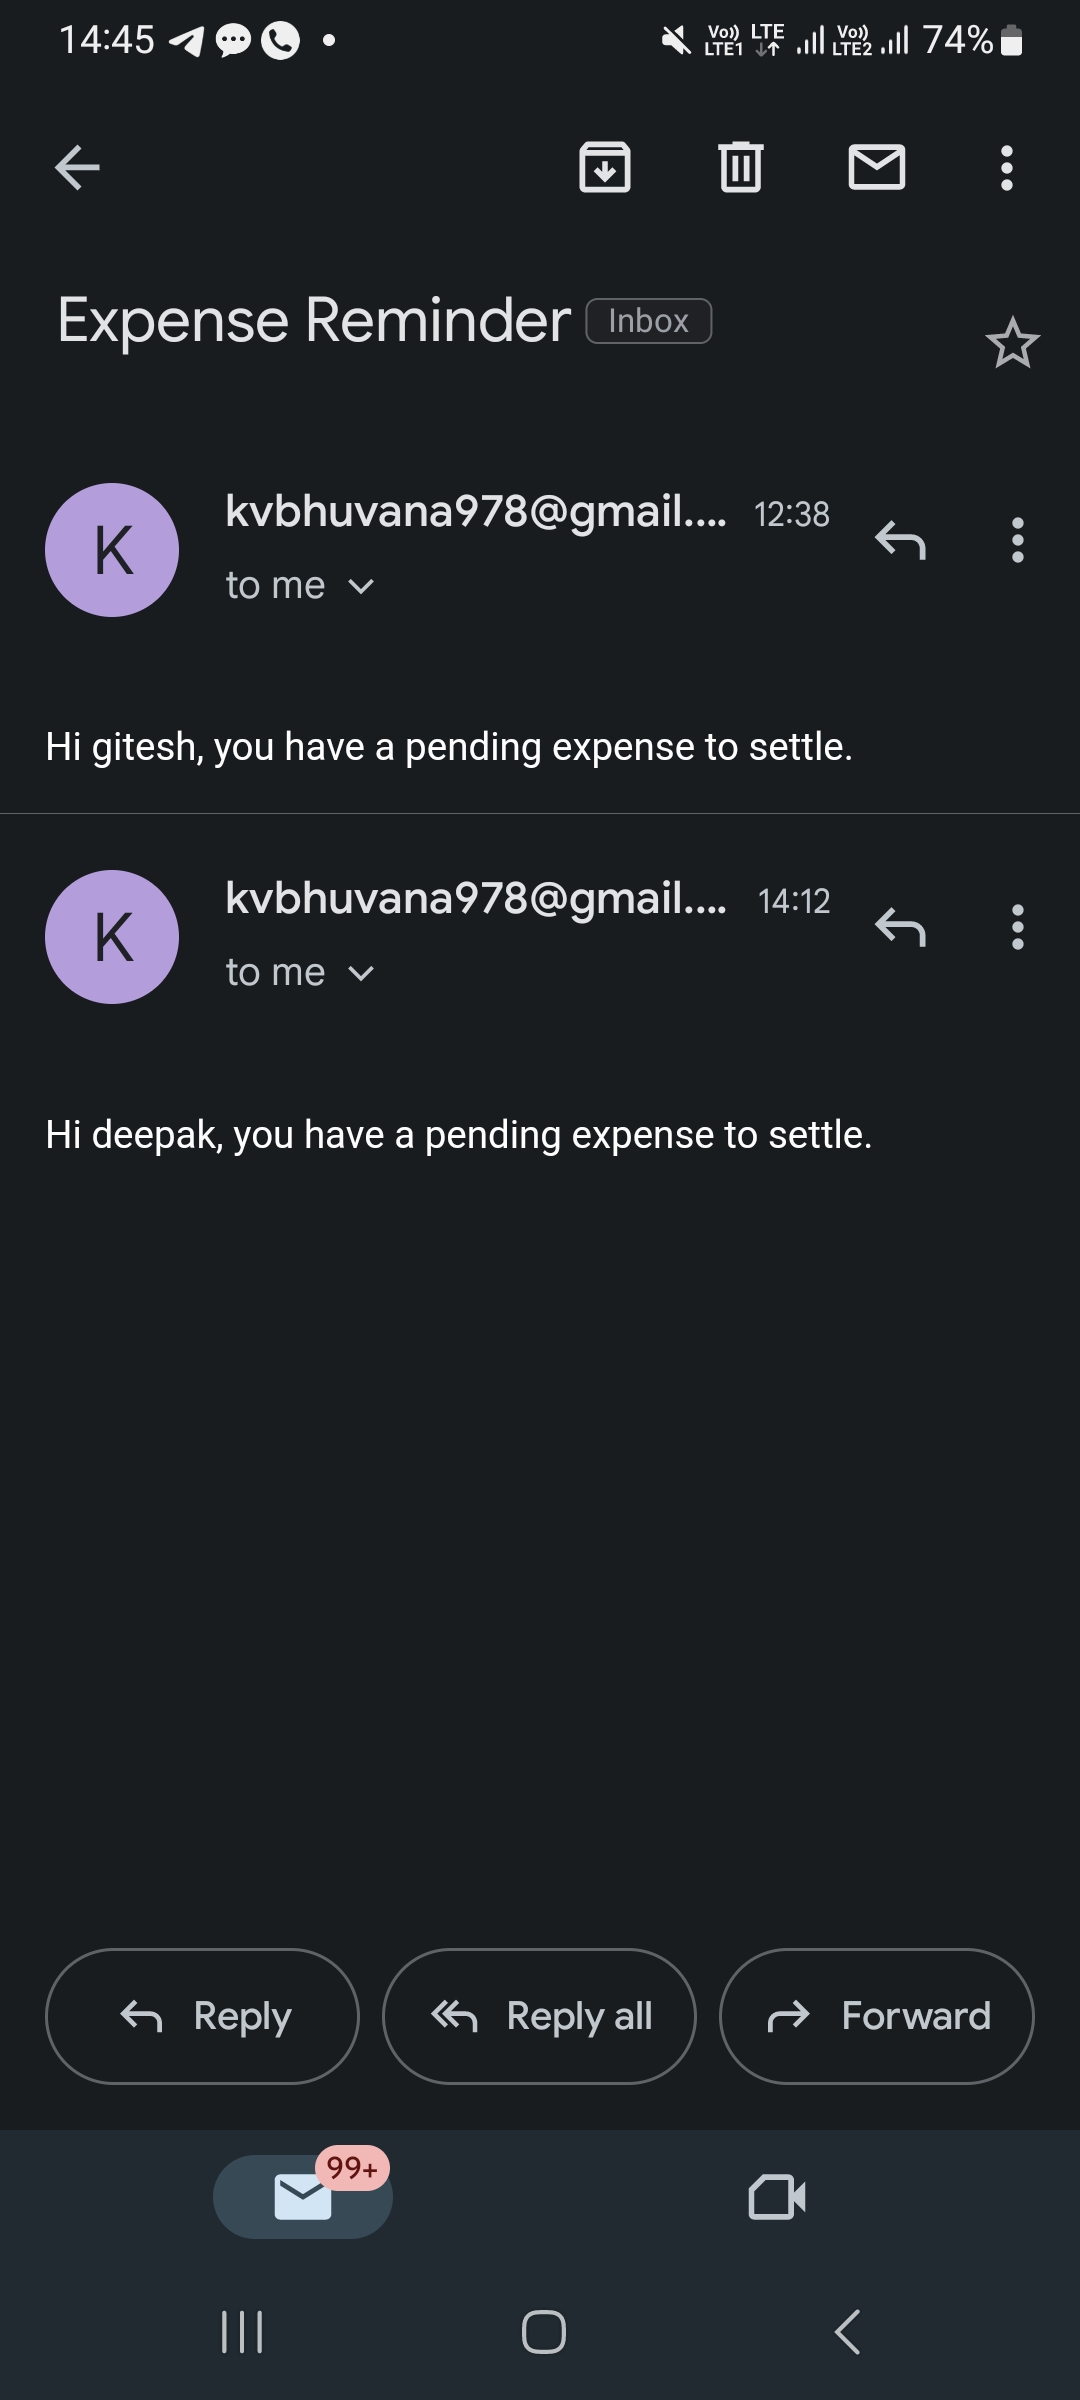 14:45 Vo)) LTE1 LTE Vo)) LTE2 74%
Expense Reminder Inbox
K
kvbhuvana978@gmail.... 12:38
to me
Hi gitesh, you have a pending expense to settle.
K
kvbhuvana978@gmail.... 14:12
to me
Hi deepak, you have a pending expense to settle.
Reply Reply all Forward
99+